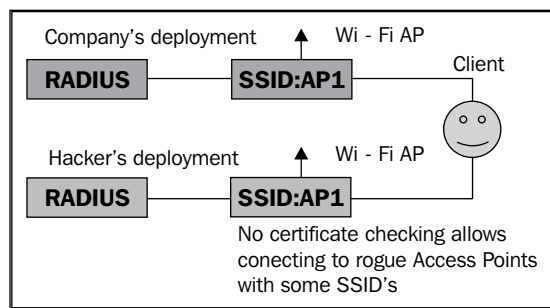 Company's deployment
Wi - Fi AP
Client
RADIUS
SSID:AP1
Hacker's deployment
Wi - Fi AP
RADIUS
SSID:AP1
No certificate checking allows
conecting to rogue Access Points
with some SSID's